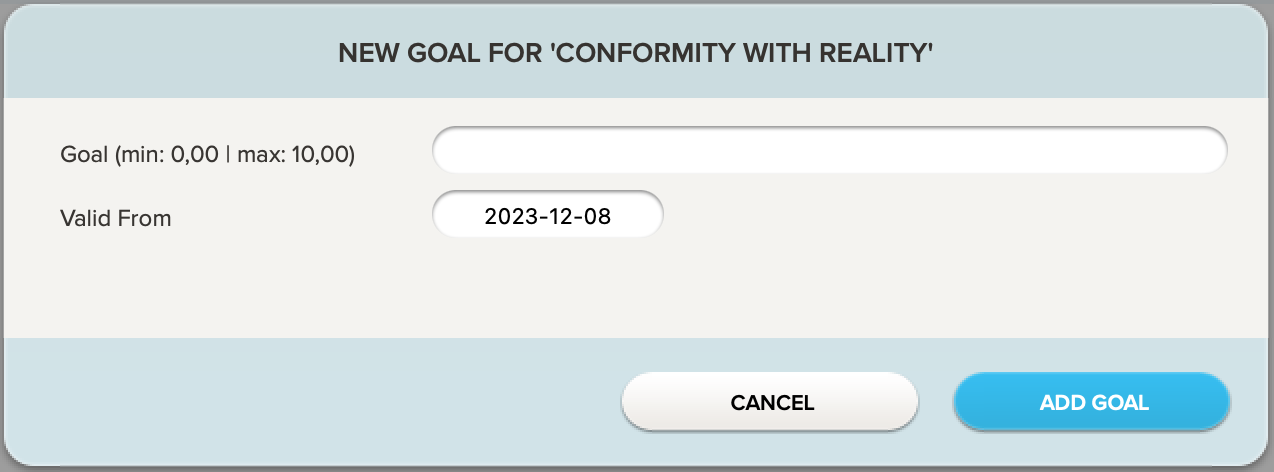 NEW GOAL FOR 'CONFORMITY WITH REALITY'
Goal (min: 0,00 | max: 10,00)
Valid From 2023-12-08
CANCEL ADD GOAL